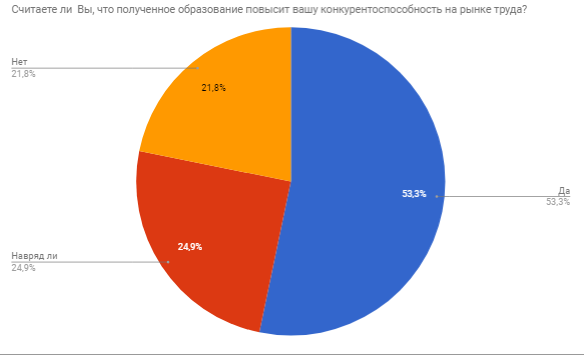 Считаете ли Вы, что полученное образование повысит вашу конкурентоспособность на рынке труда?
Нет
21,8%
21,8%
Да
53,3%
53,3%
Навряд ли
24,9%
24,9%